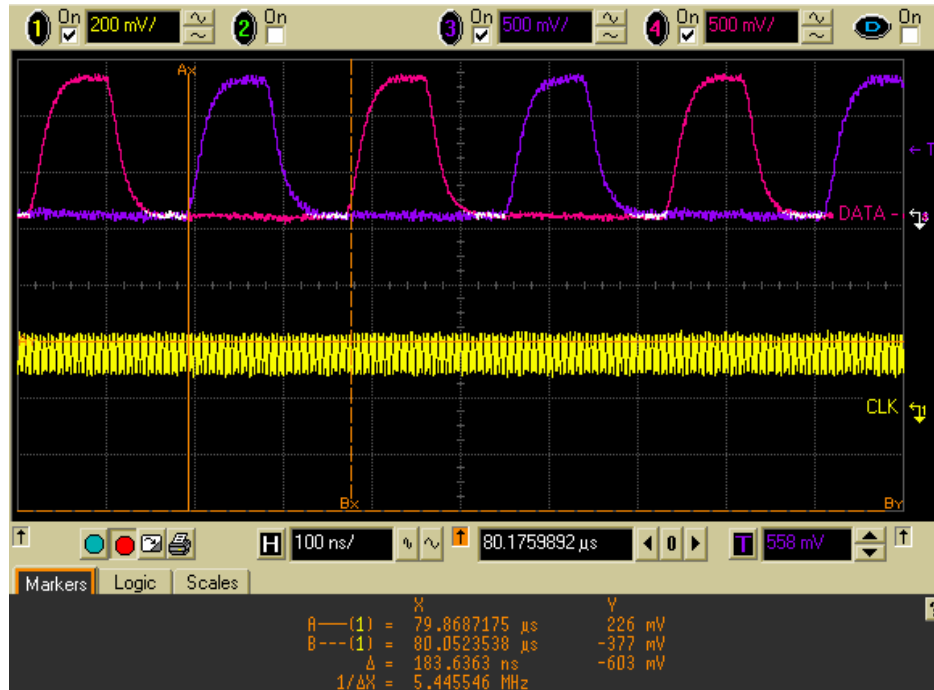 1 On 200 mV/ 2 On 3 On 500 mV/ 4 On 500 mV/ D On
Ax
T
DATA
CLK 1
Bx By
H 100 ns/ 80.1759892 µs 0 T 558 mV
Markers Logic Scales
X Y
A——(1) = 79.8687175 µs 226 mV
B---(1) = 80.0523538 µs -377 mV
Δ = 183.6363 ns -603 mV
1/ΔX = 5.445546 MHz
?